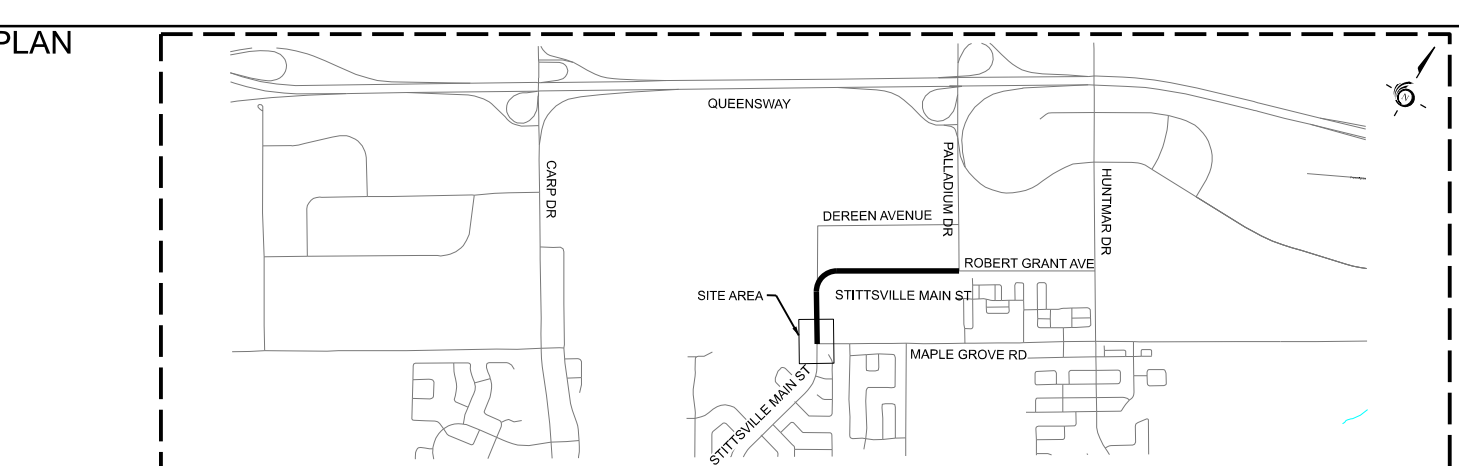 PLAN
QUEENSWAY
CARP DR
PALLADIUM DR
HUNTMAR DR
DEREEN AVENUE
ROBERT GRANT AVE
SITE AREA
STITTSVILLE MAIN ST
MAPLE GROVE RD
STITTSVILLE MAIN ST
N